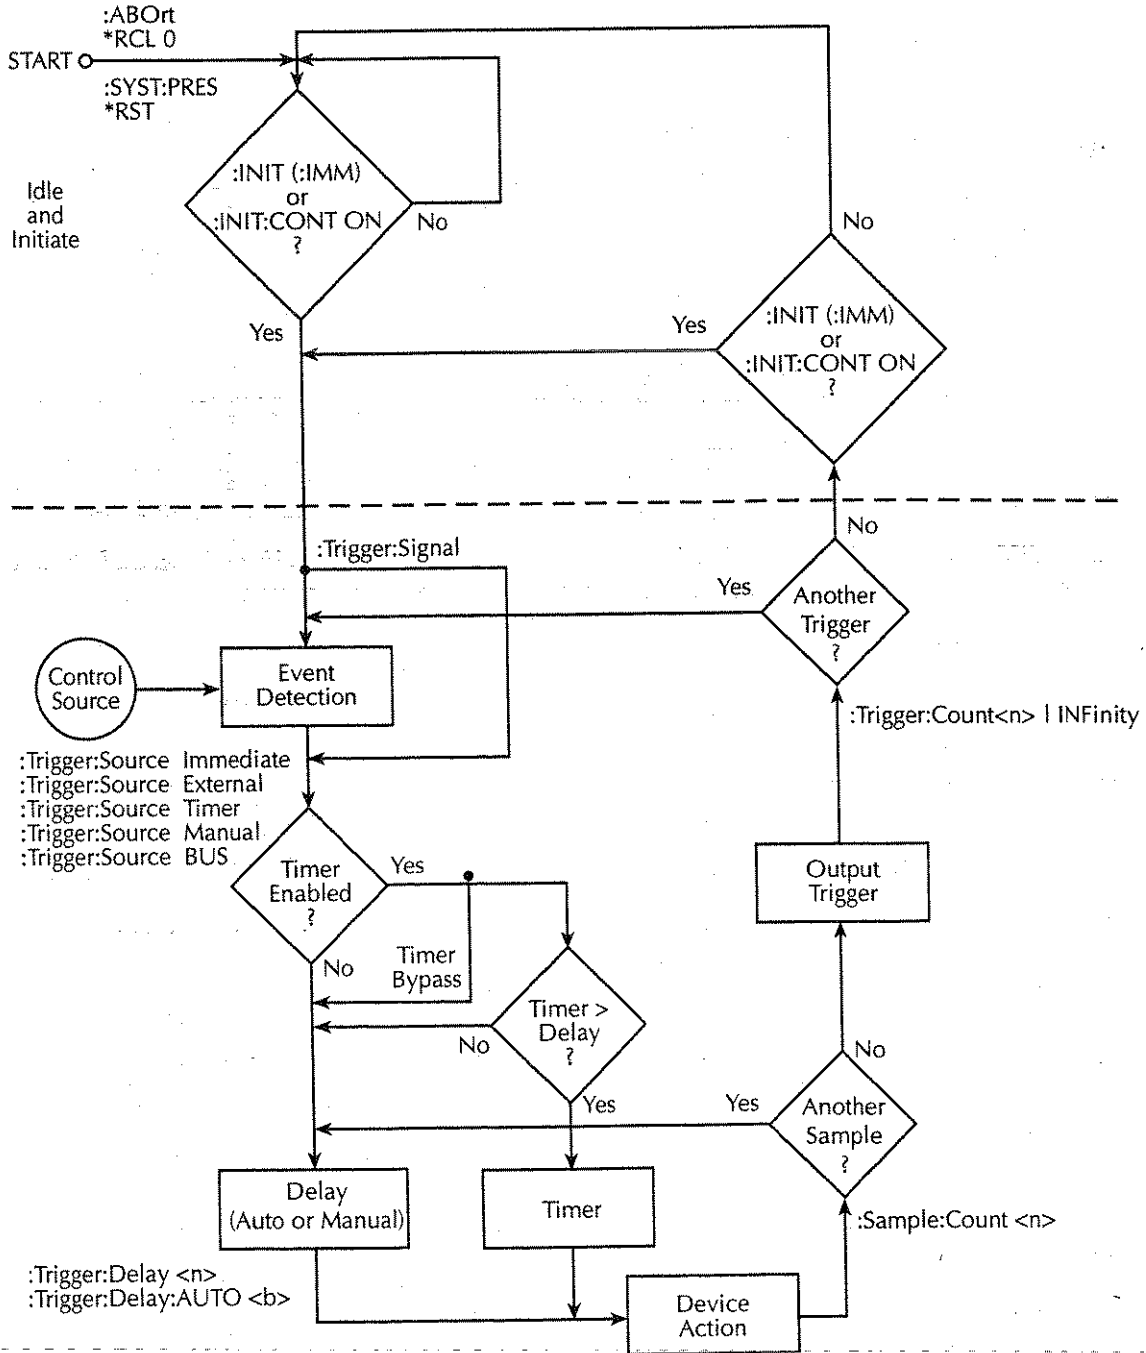 :ABOrt
*RCL 0
START
:SYST:PRES
*RST
Idle
and
Initiate
:INIT (:IMM)
or
:INIT:CONT ON
?
No
Yes
No
:INIT (:IMM)
or
:INIT:CONT ON
?
Yes
No
:Trigger:Signal
Yes
Another
Trigger
?
Control
Source
Event
Detection
:Trigger:Count<n> | INFinity
:Trigger:Source Immediate
:Trigger:Source External
:Trigger:Source Timer
:Trigger:Source Manual
:Trigger:Source BUS
Timer
Enabled
?
Yes
No
Timer
Bypass
Output
Trigger
Timer >
Delay
?
No
Yes
No
Yes
Another
Sample
?
Delay
(Auto or Manual)
Timer
:Sample:Count <n>
:Trigger:Delay <n>
:Trigger:Delay:AUTO <b>
Device
Action